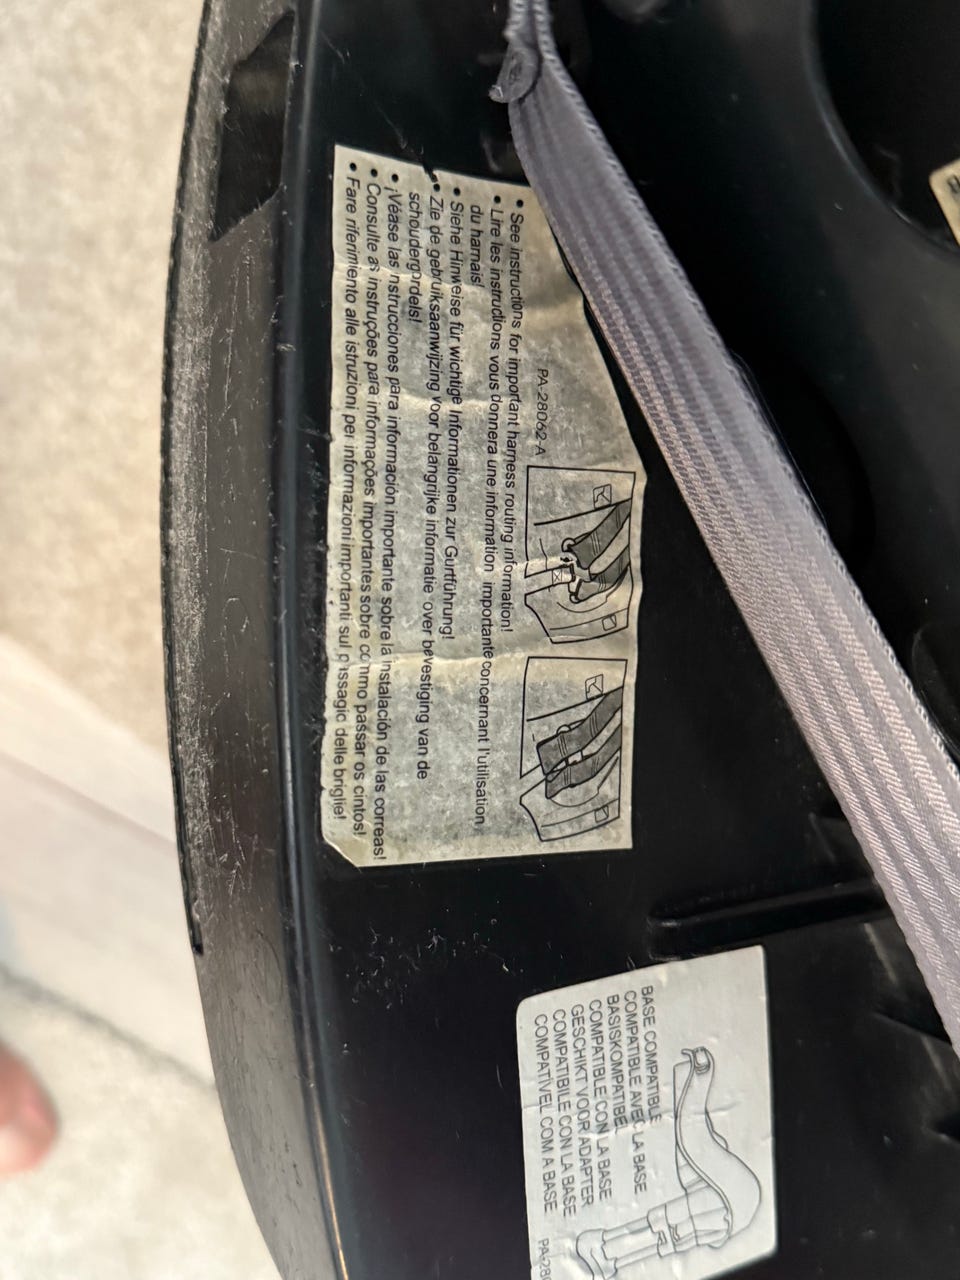 • See instructions for important harness routing information!
• Lire les instructions vous donnera une information importante concernant l'utilisation
du harnais!
• Siehe Hinweise für wichtige Informationen zur Gurtführung!
• Zie de gebruiksaanwijzing voor belangrijke informatie over bevestiging van de
schoudergordels!
• ¡Véase las instrucciones para información importante sobre la instalación de las correas!
• Consulte as instruções para informações importantes sobre commo passar os cintos!
• Fare riferimento alle istruzioni per informazioni importanti sul passagio delle briglie!
PA-28062-A
BASE COMPATIBLE
COMPATIBLE AVEC LA BASE
BASISKOMPATIBEL
COMPATIBLE CON LA BASE
GESCHIKT VOOR ADAPTER
COMPATIBILE CON LA BASE
COMPATÍVEL COM A BASE